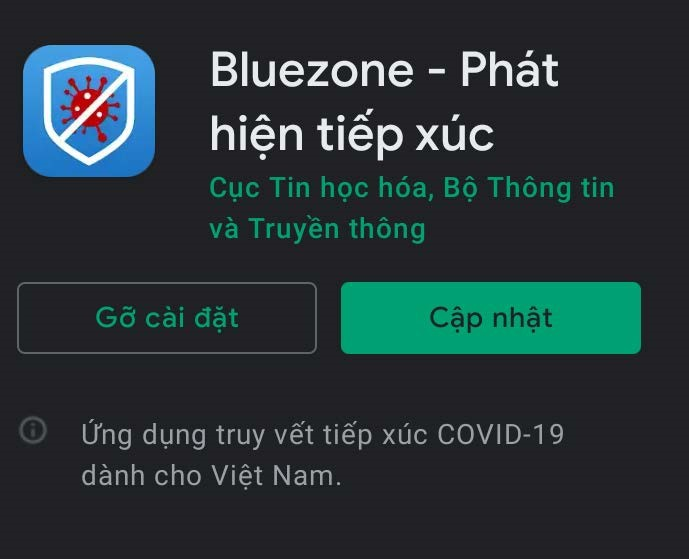 Bluezone - Phát
hiện tiếp xúc
Cục Tin học hóa, Bộ Thông tin
và Truyền thông
Gỡ cài đặt
Cập nhật
Ứng dụng truy vết tiếp xúc COVID-19
dành cho Việt Nam.